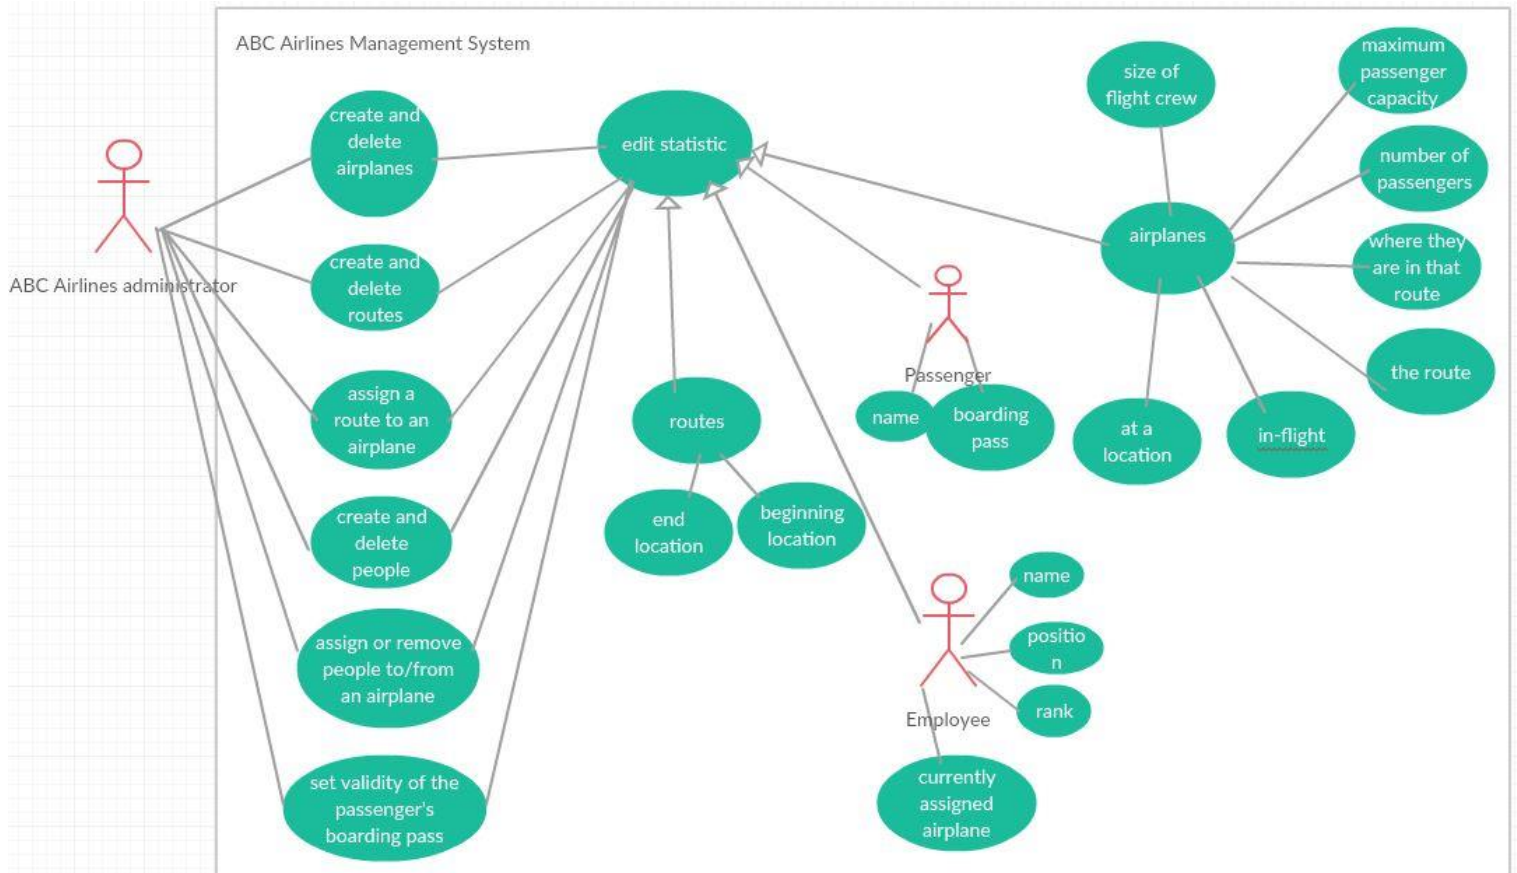 ABC Airlines Management System
ABC Airlines administrator
create and
delete
airplanes
create and
delete
routes
assign a
route to an
airplane
create and
delete
people
assign or remove
people to/from
an airplane
set validity of the
passenger's
boarding pass
edit statistic
routes
end
location
beginning
location
Passenger
name
boarding
pass
Employee
name
positio
n
rank
currently
assigned
airplane
size of
flight crew
airplanes
maximum
passenger
capacity
number of
passengers
where they
are in that
route
the route
in-flight
at a
location